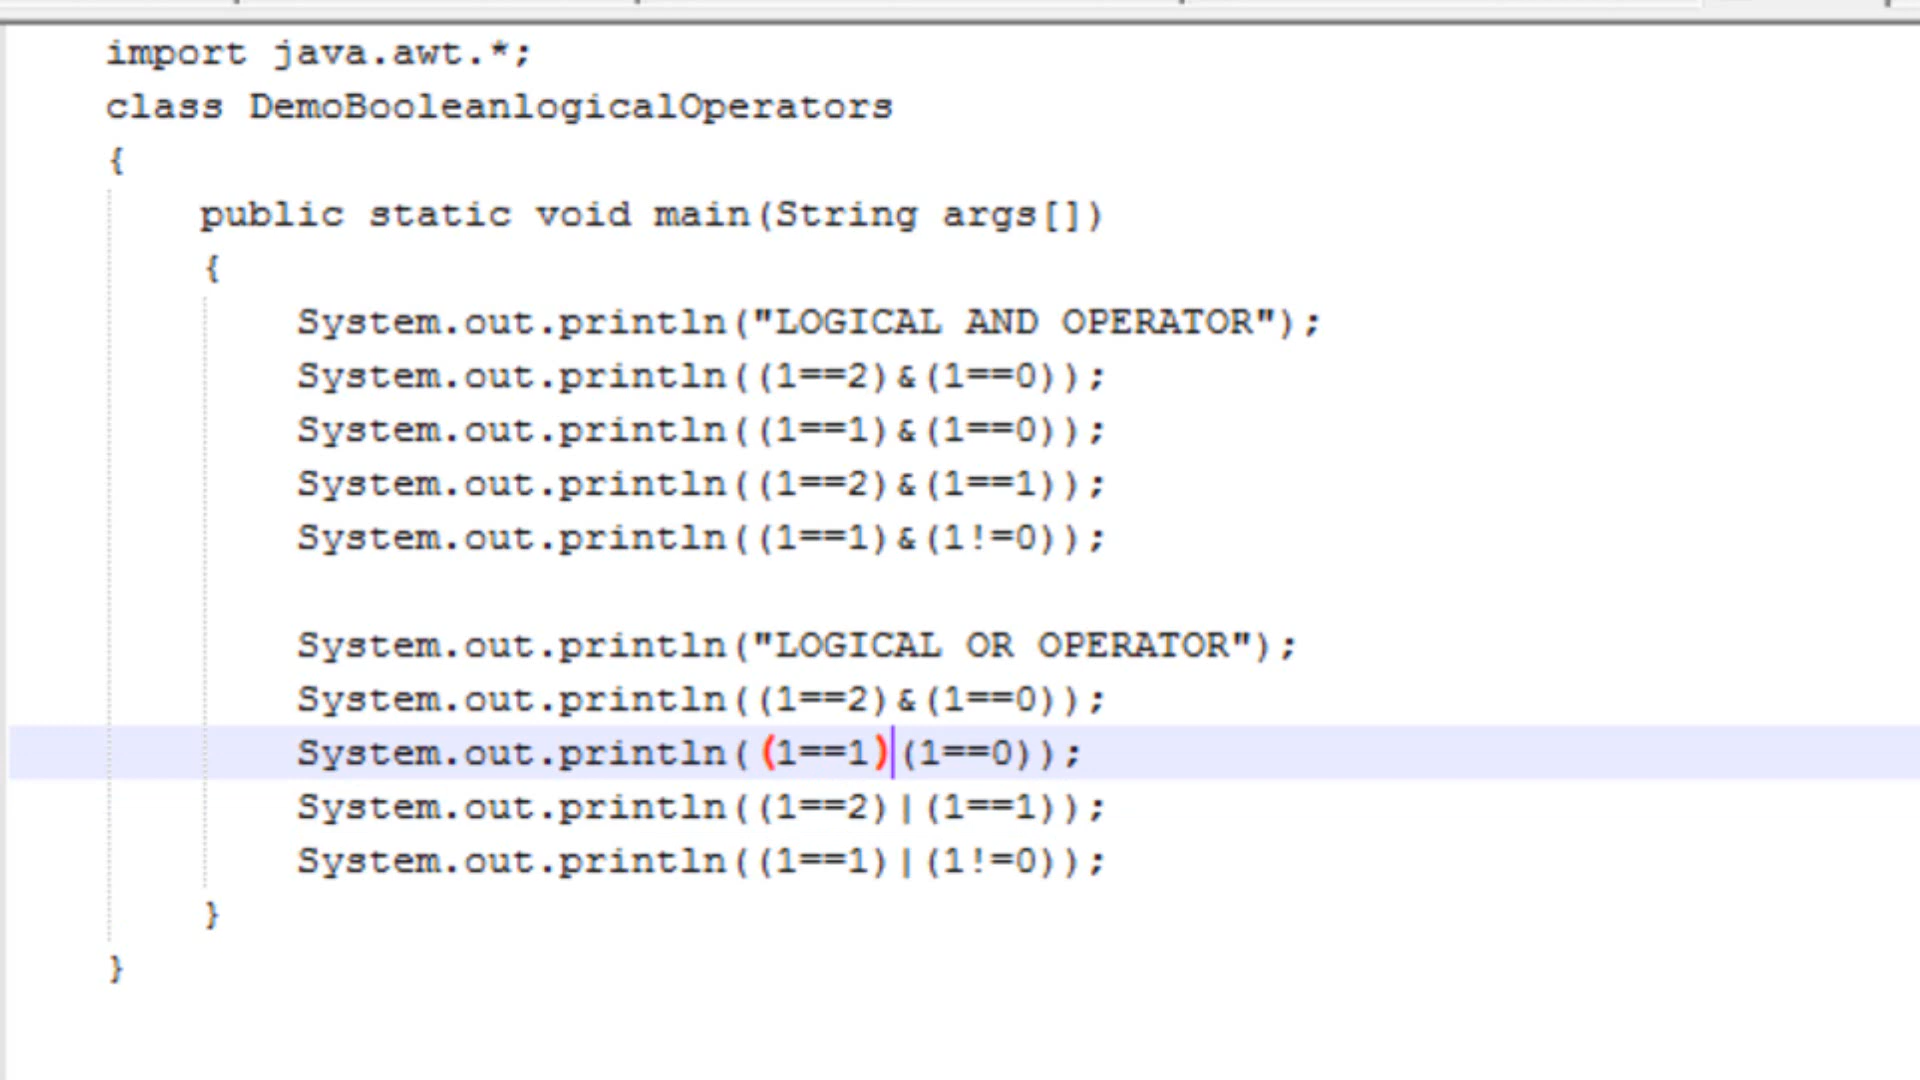 import java.awt.*;
class DemoBooleanlogicalOperators
{
public static void main(String args[])
{
System.out.println("LOGICAL AND OPERATOR");
System.out.println((1==2)&(1==0));
System.out.println((1==1)&(1==0));
System.out.println((1==2)&(1==1));
System.out.println((1==1)&(1!=0));
System.out.println("LOGICAL OR OPERATOR");
System.out.println((1==2)&(1==0));
System.out.println((1==1)(1==0));
System.out.println((1==2)|(1==1));
System.out.println((1==1)|(1!=0));
}
}